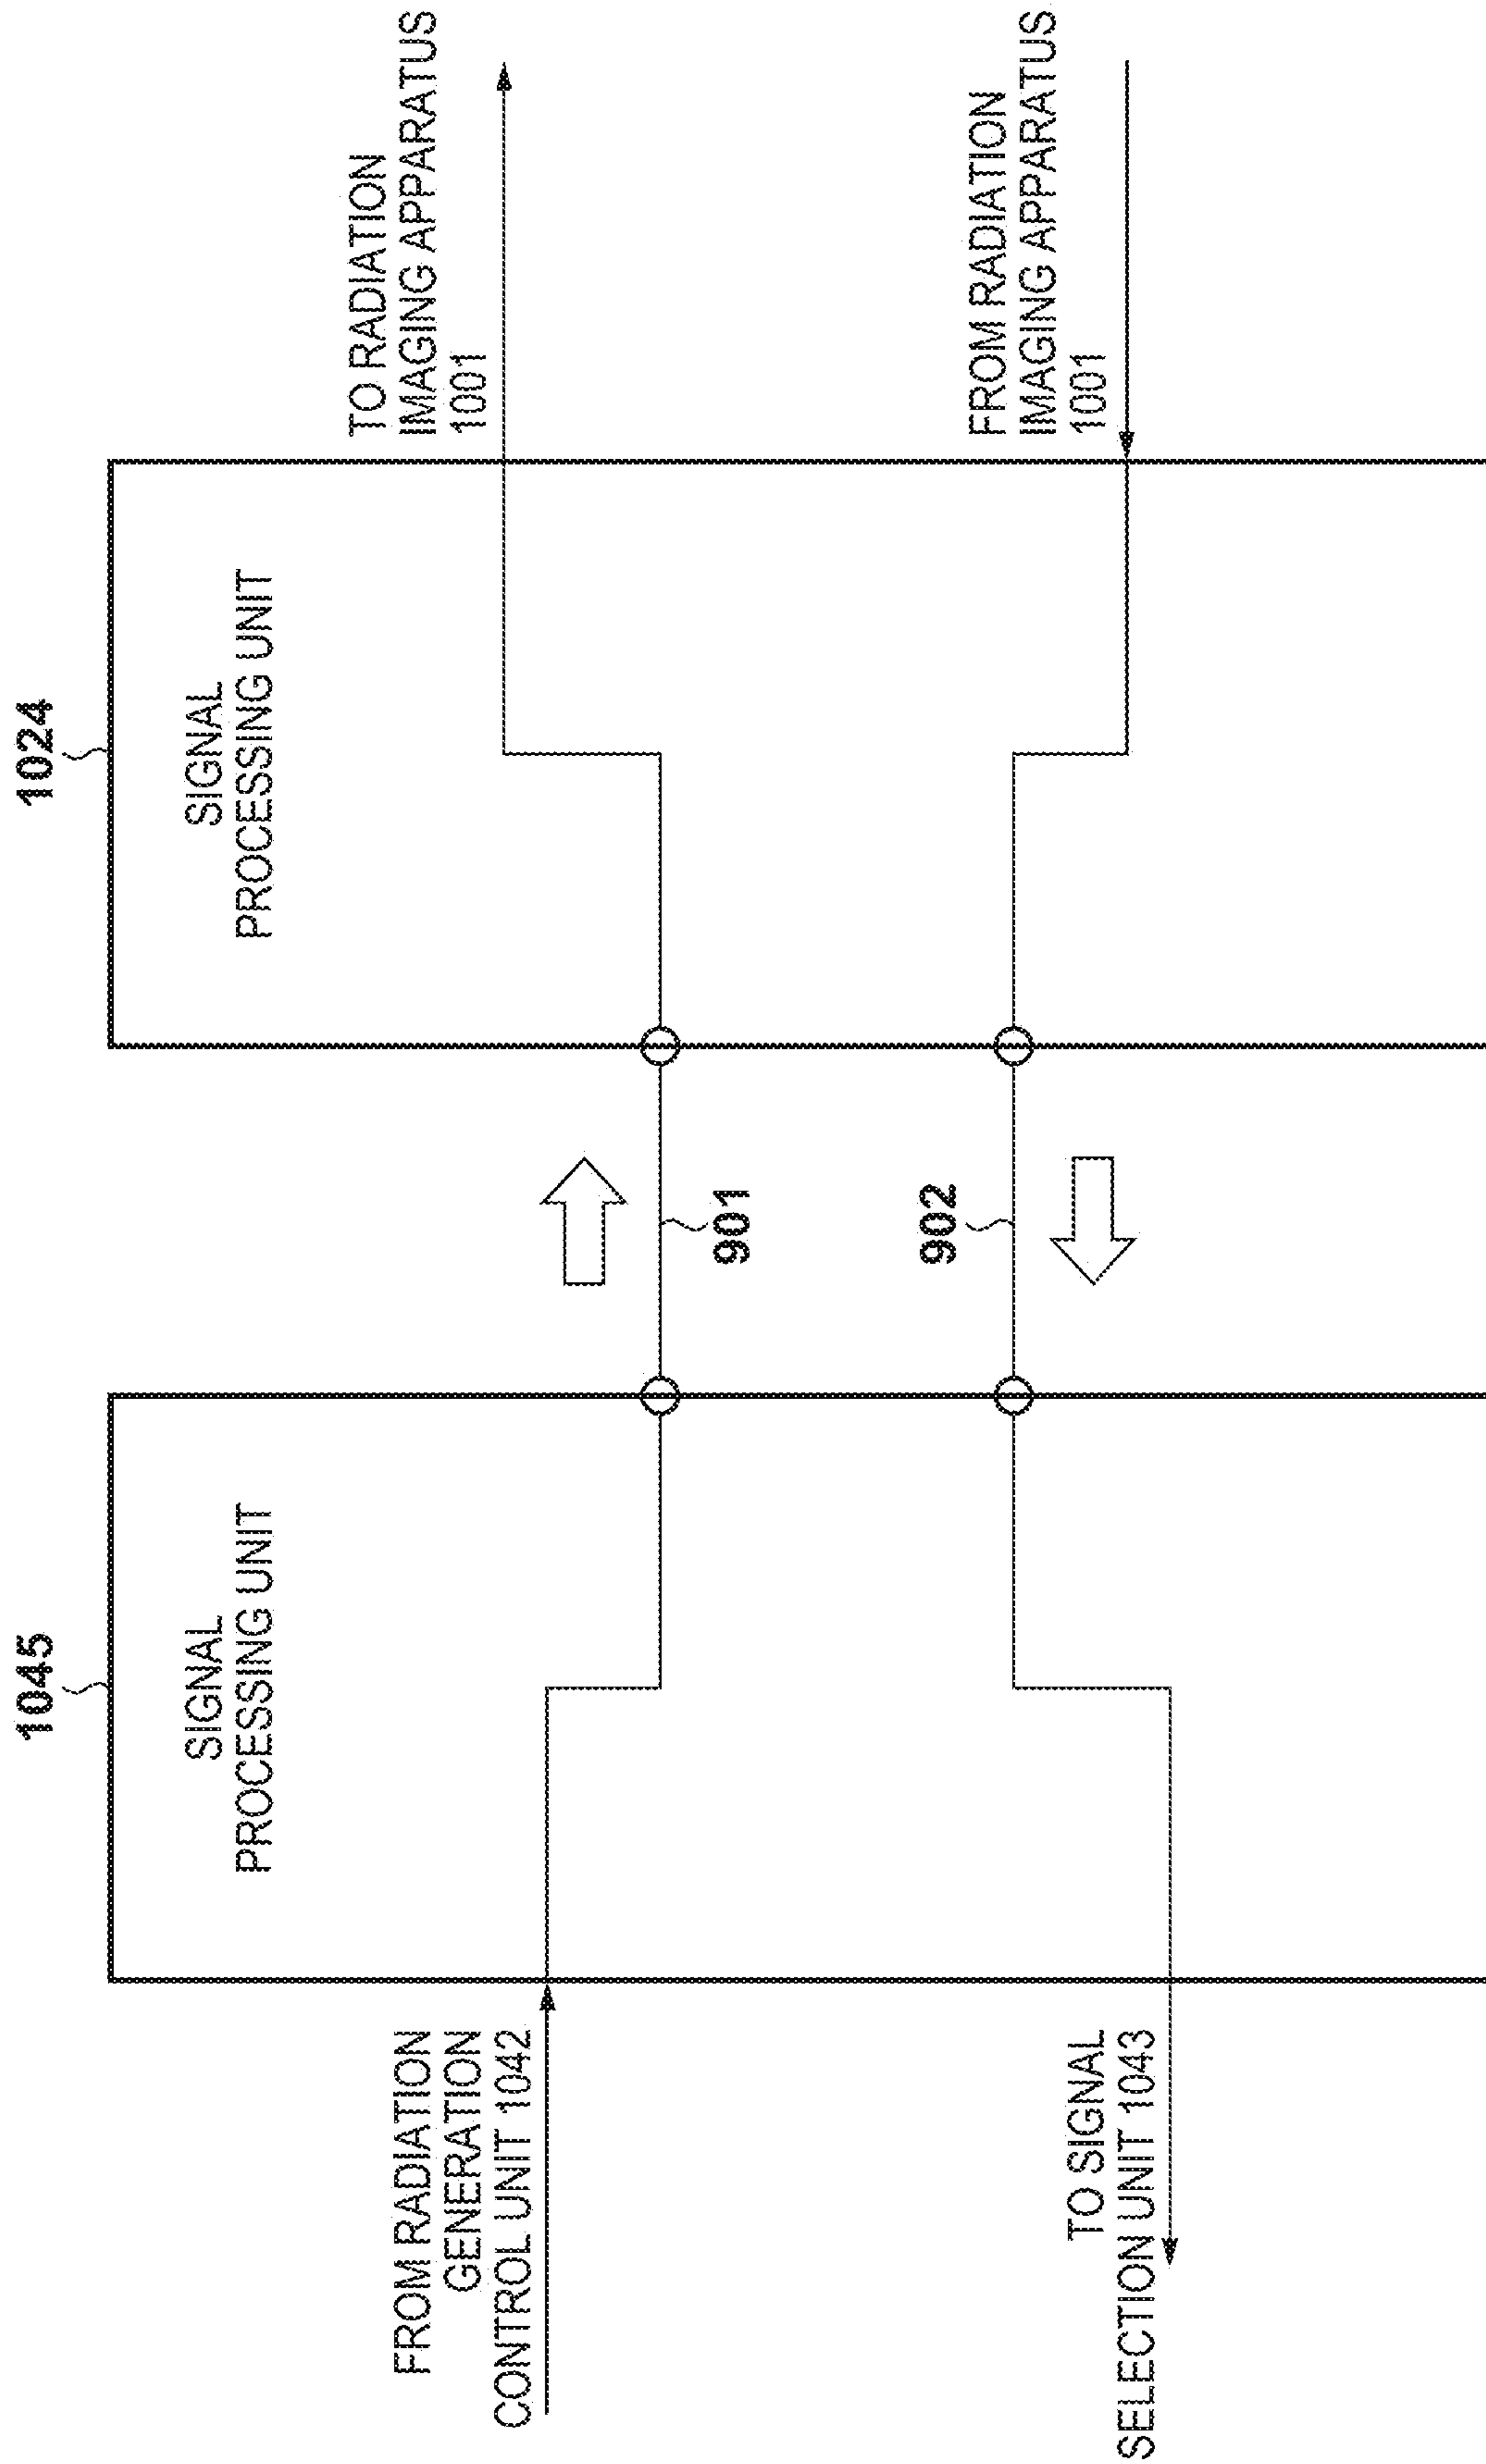 1045
1024
SIGNAL
PROCESSING UNIT
SIGNAL
PROCESSING UNIT
FROM RADIATION
GENERATION
CONTROL UNIT 1042
TO RADIATION
IMAGING APPARATUS
1001
901
902
TO SIGNAL
SELECTION UNIT 1043
FROM RADIATION
IMAGING APPARATUS
1001